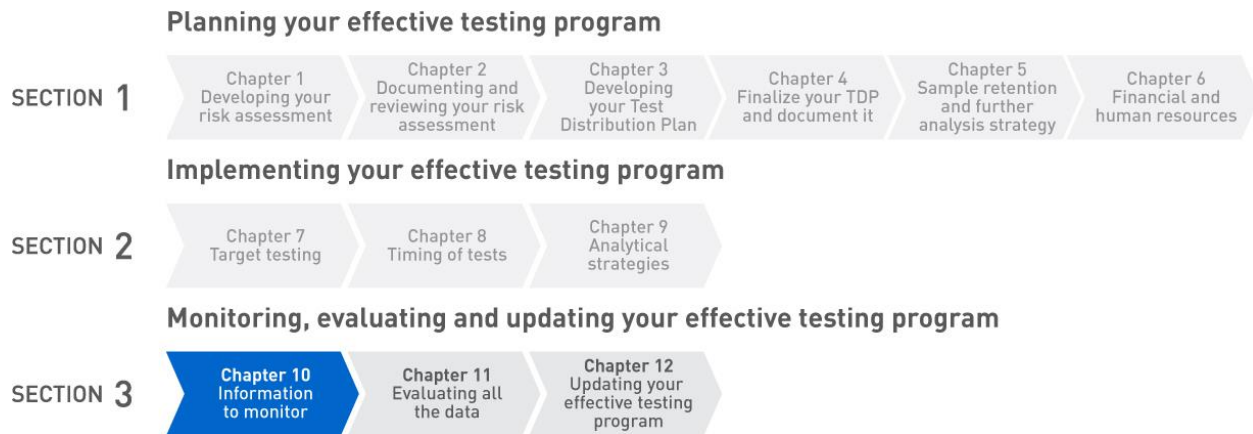 Planning your effective testing program
SECTION 1
Chapter 1
Developing your
risk assessment
Chapter 2
Documenting and
reviewing your risk
assessment
Chapter 3
Developing
your Test
Distribution Plan
Chapter 4
Finalize your TDP
and document it
Chapter 5
Sample retention
and further
analysis strategy
Chapter 6
Financial and
human resources
Implementing your effective testing program
SECTION 2
Chapter 7
Target testing
Chapter 8
Timing of tests
Chapter 9
Analytical
strategies
Monitoring, evaluating and updating your effective testing program
SECTION 3
Chapter 10
Information
to monitor
Chapter 11
Evaluating all
the data
Chapter 12
Updating your
effective testing
program